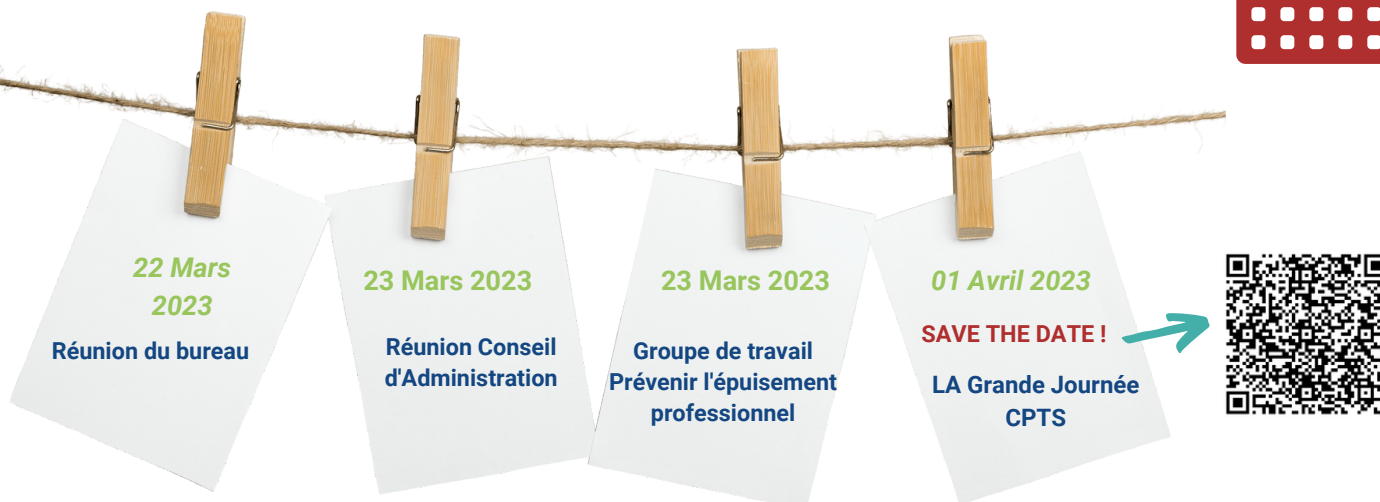 22 Mars
2023
Réunion du bureau
23 Mars 2023
Réunion Conseil
d'Administration
23 Mars 2023
Groupe de travail
Prévenir l'épuisement
professionnel
01 Avril 2023
SAVE THE DATE !
LA Grande Journée
CPTS